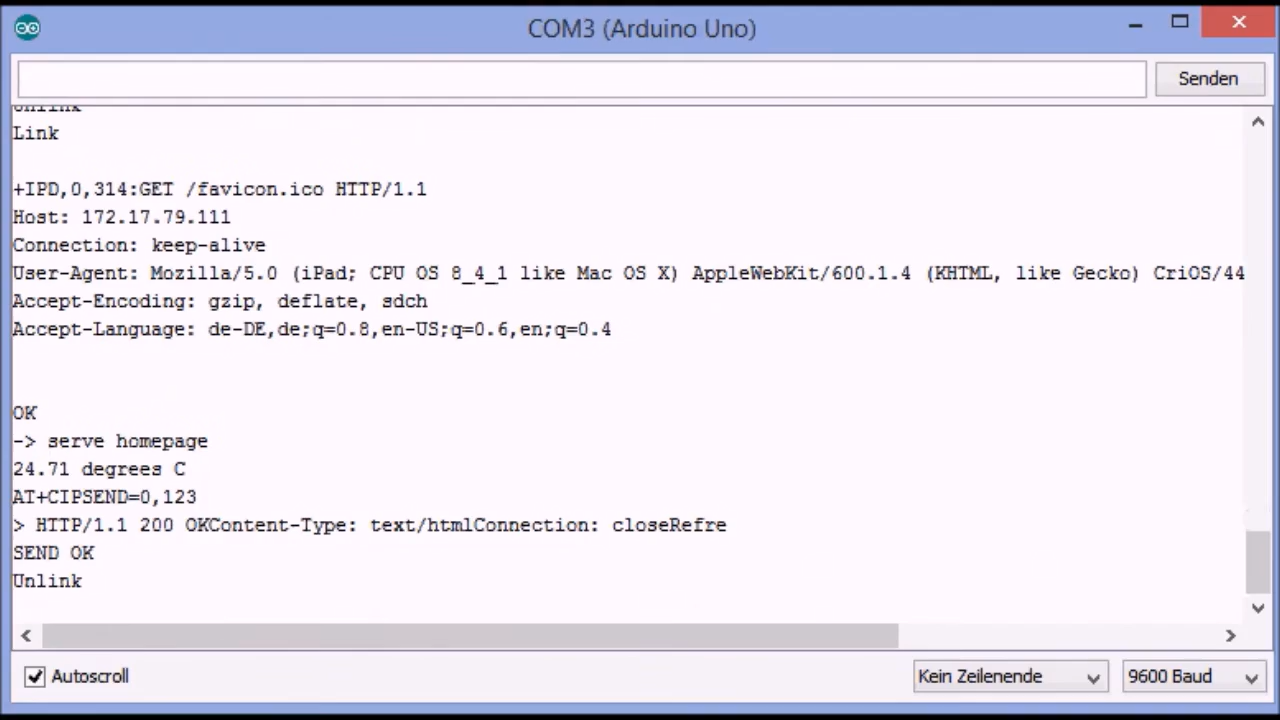 COM3 (Arduino Uno)
Senden
Unlink
Link
+IPD,0,314:GET /favicon.ico HTTP/1.1
Host: 172.17.79.111
Connection: keep-alive
User-Agent: Mozilla/5.0 (iPad; CPU OS 8_4_1 like Mac OS X) AppleWebKit/600.1.4 (KHTML, like Gecko) CriOS/44
Accept-Encoding: gzip, deflate, sdch
Accept-Language: de-DE,de;q=0.8,en-US;q=0.6,en;q=0.4
OK
-> serve homepage
24.71 degrees C
AT+CIPSEND=0,123
> HTTP/1.1 200 OKContent-Type: text/htmlConnection: closeRefre
SEND OK
Unlink
Autoscroll
Kein Zeilenende
9600 Baud